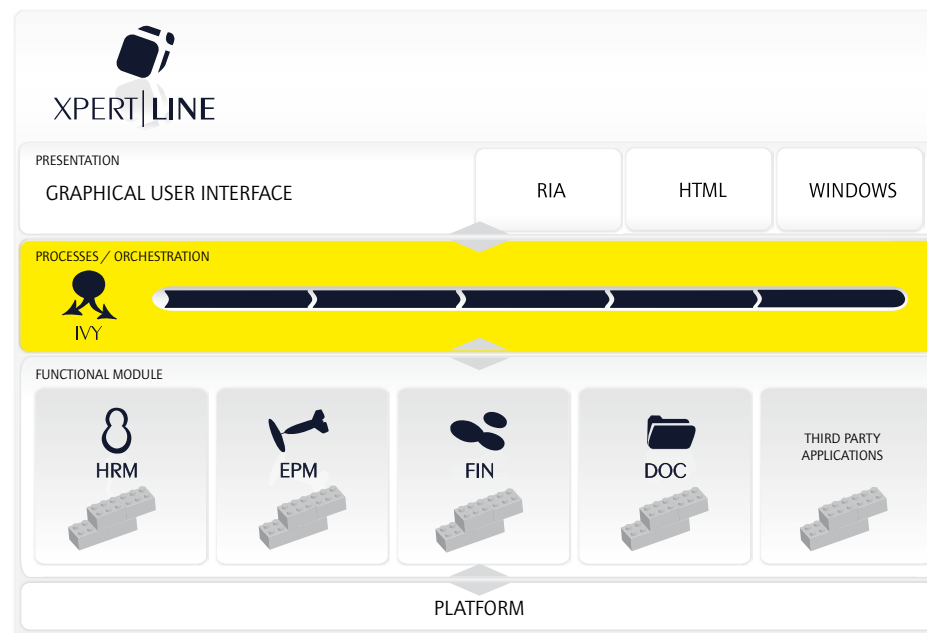 XPERT|LINE
PRESENTATION
GRAPHICAL USER INTERFACE
RIA
HTML
WINDOWS
PROCESSES / ORCHESTRATION
IVY
FUNCTIONAL MODULE
HRM
EPM
FIN
DOC
THIRD PARTY
APPLICATIONS
PLATFORM